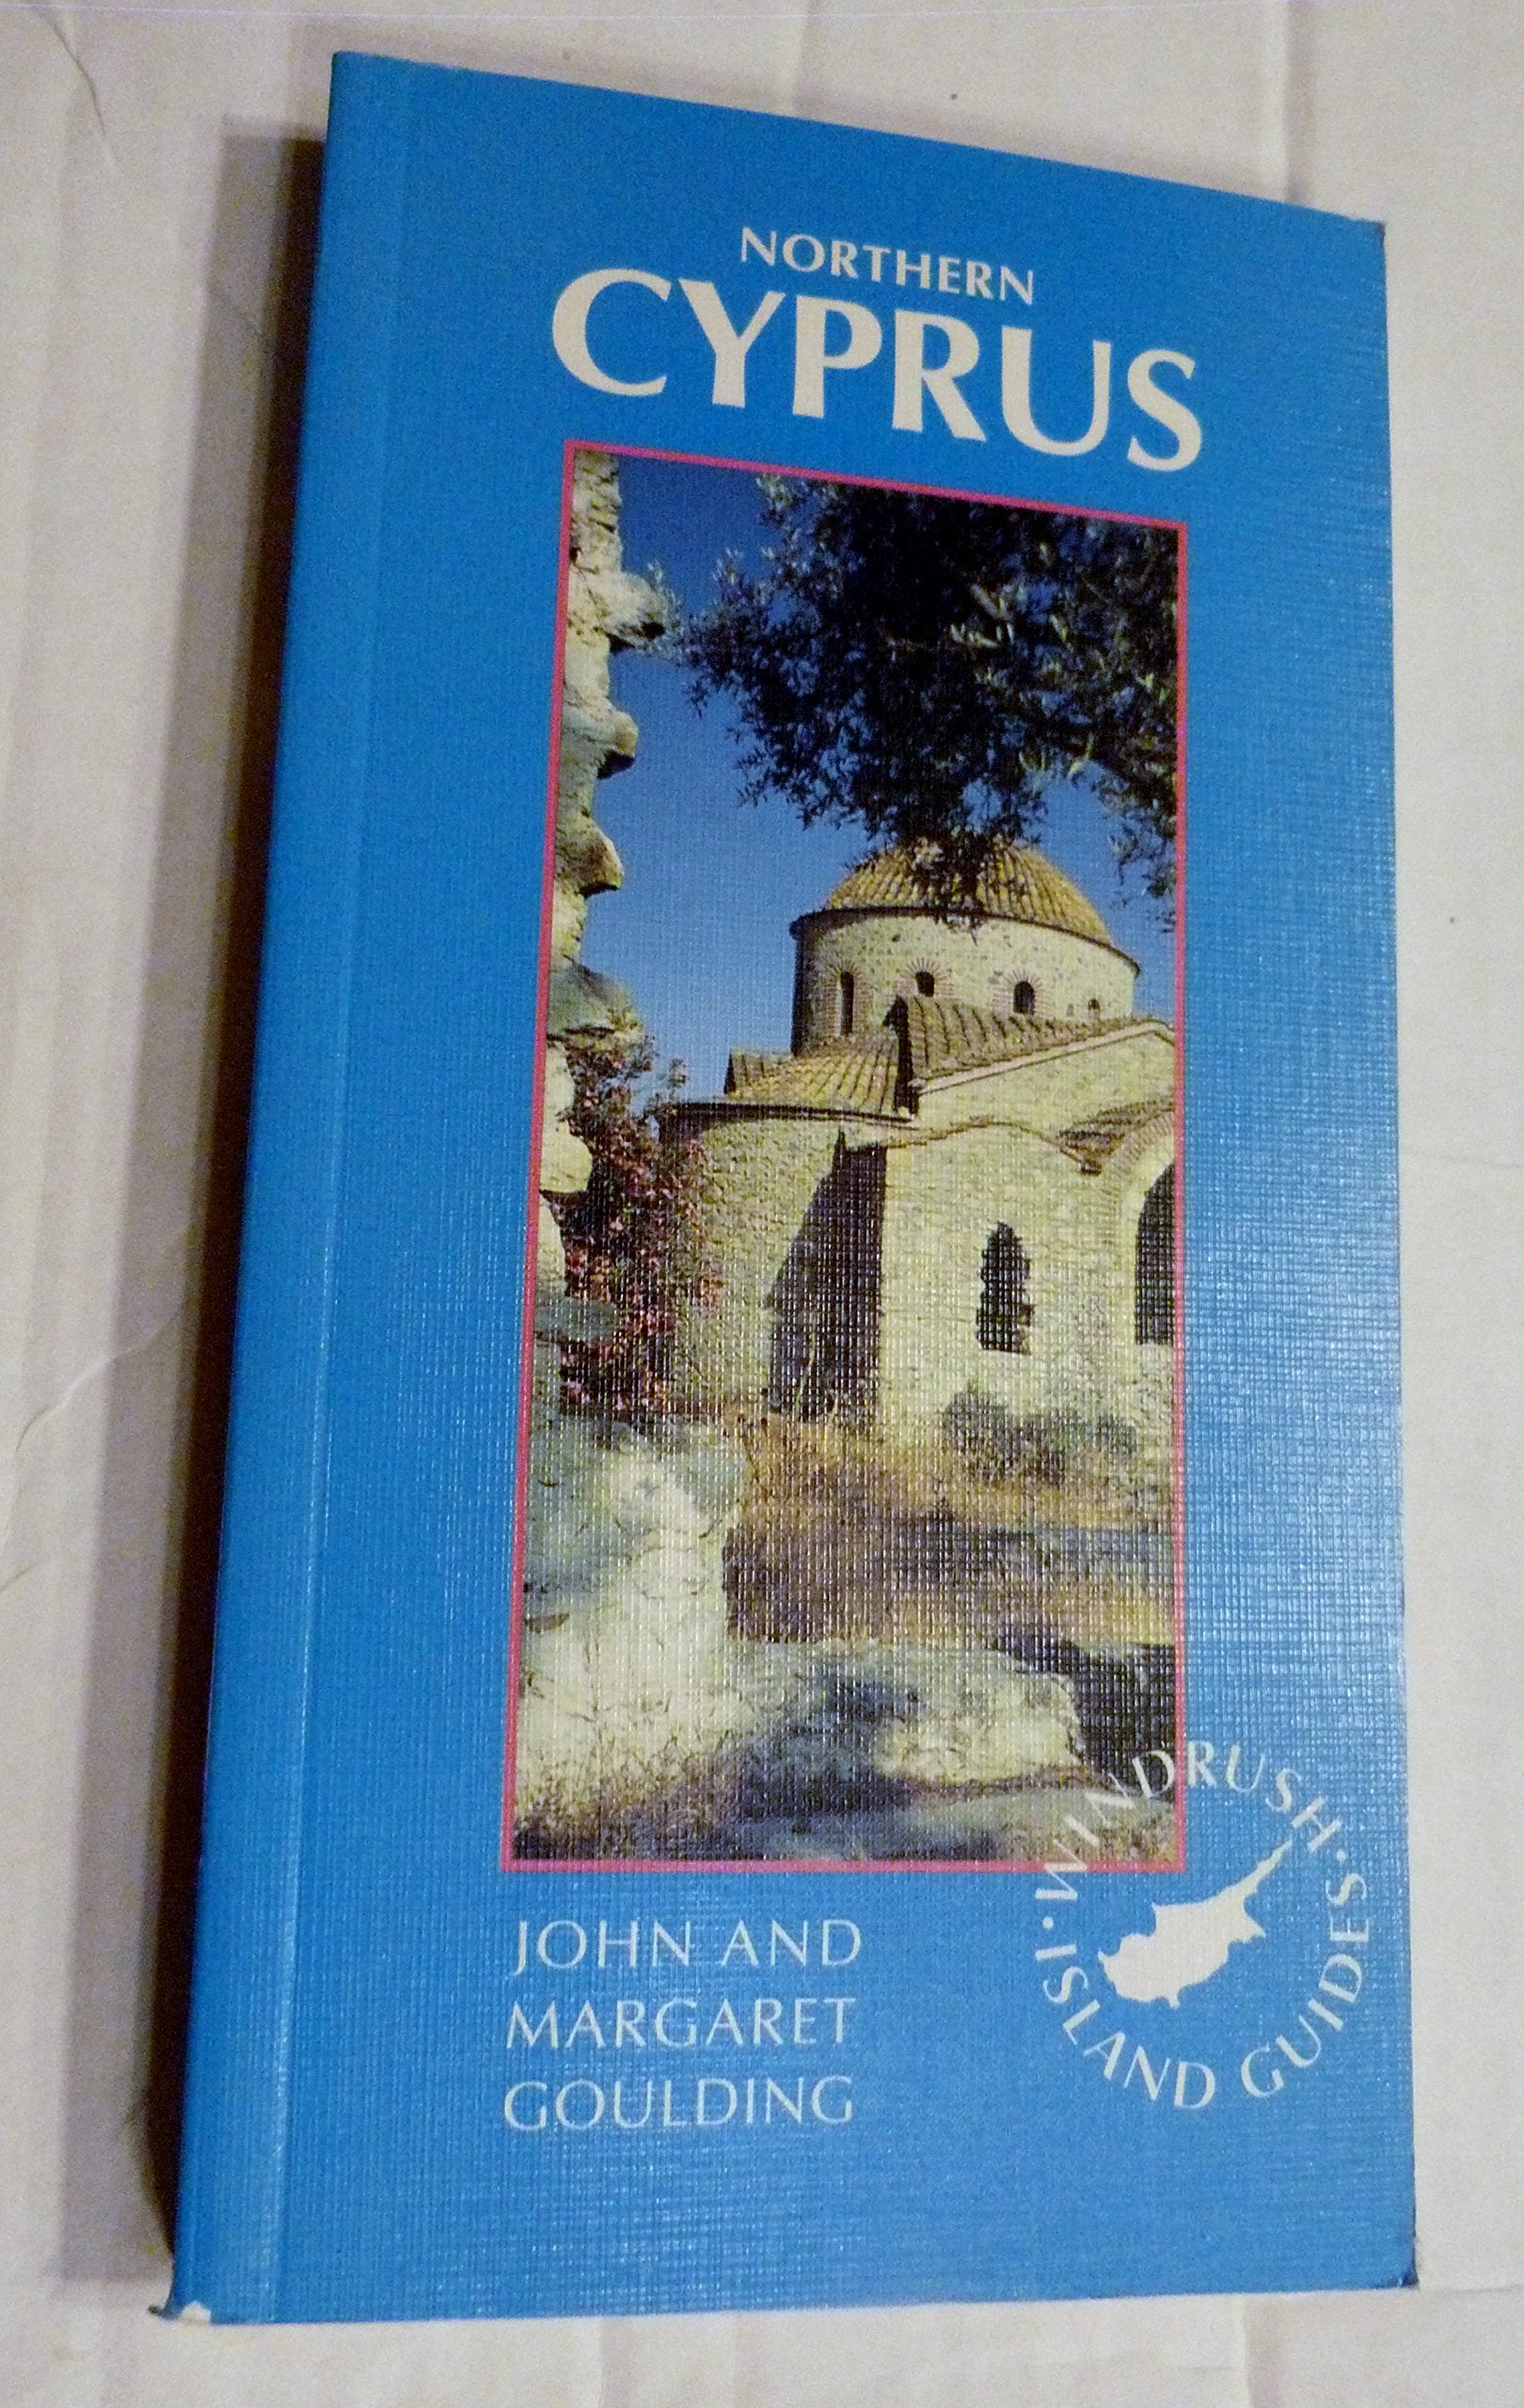 NORTHERN
CYPRUS
JOHN AND
MARGARET
GOULDING
·WINDRUSH·
ISLAND GUIDES